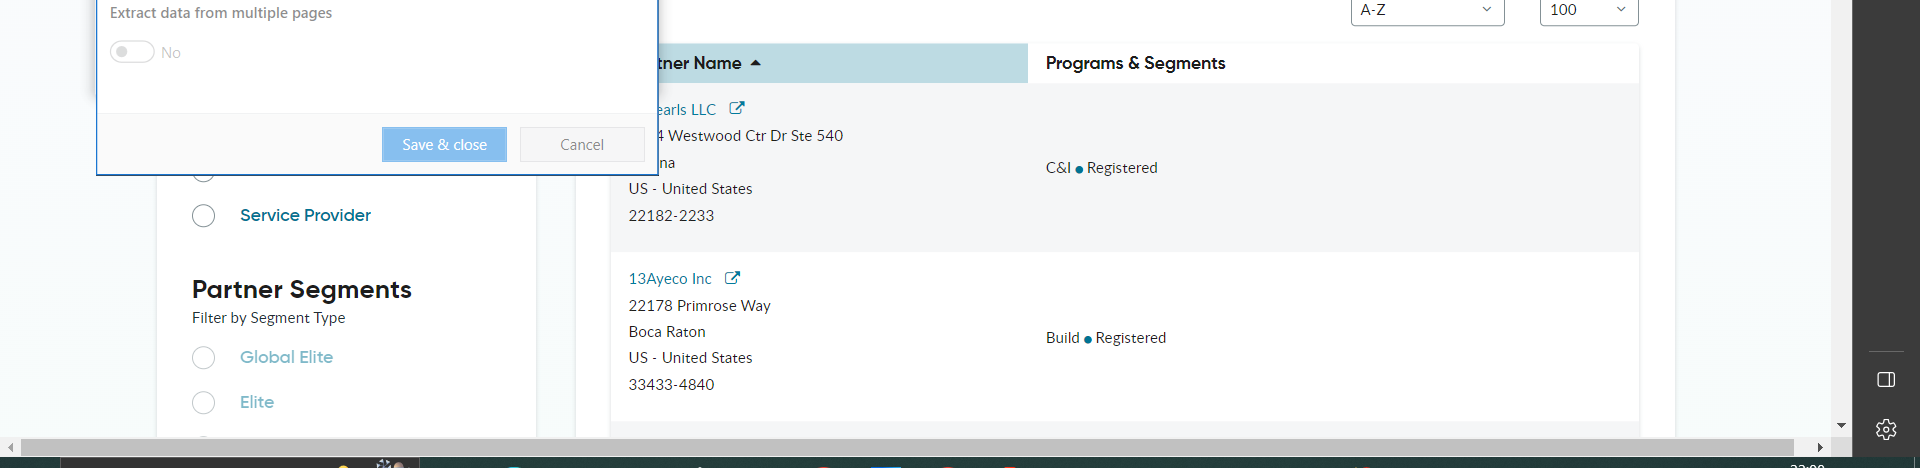 Extract data from multiple pages
No
Save & close
Cancel
Service Provider
Partner Segments
Filter by Segment Type
Global Elite
Elite
A-Z
100
tner Name
Programs & Segments
earls LLC
4 Westwood Ctr Dr Ste 540
na
US - United States
22182-2233
C&I ● Registered
13Ayeco Inc
22178 Primrose Way
Boca Raton
US - United States
33433-4840
Build ● Registered